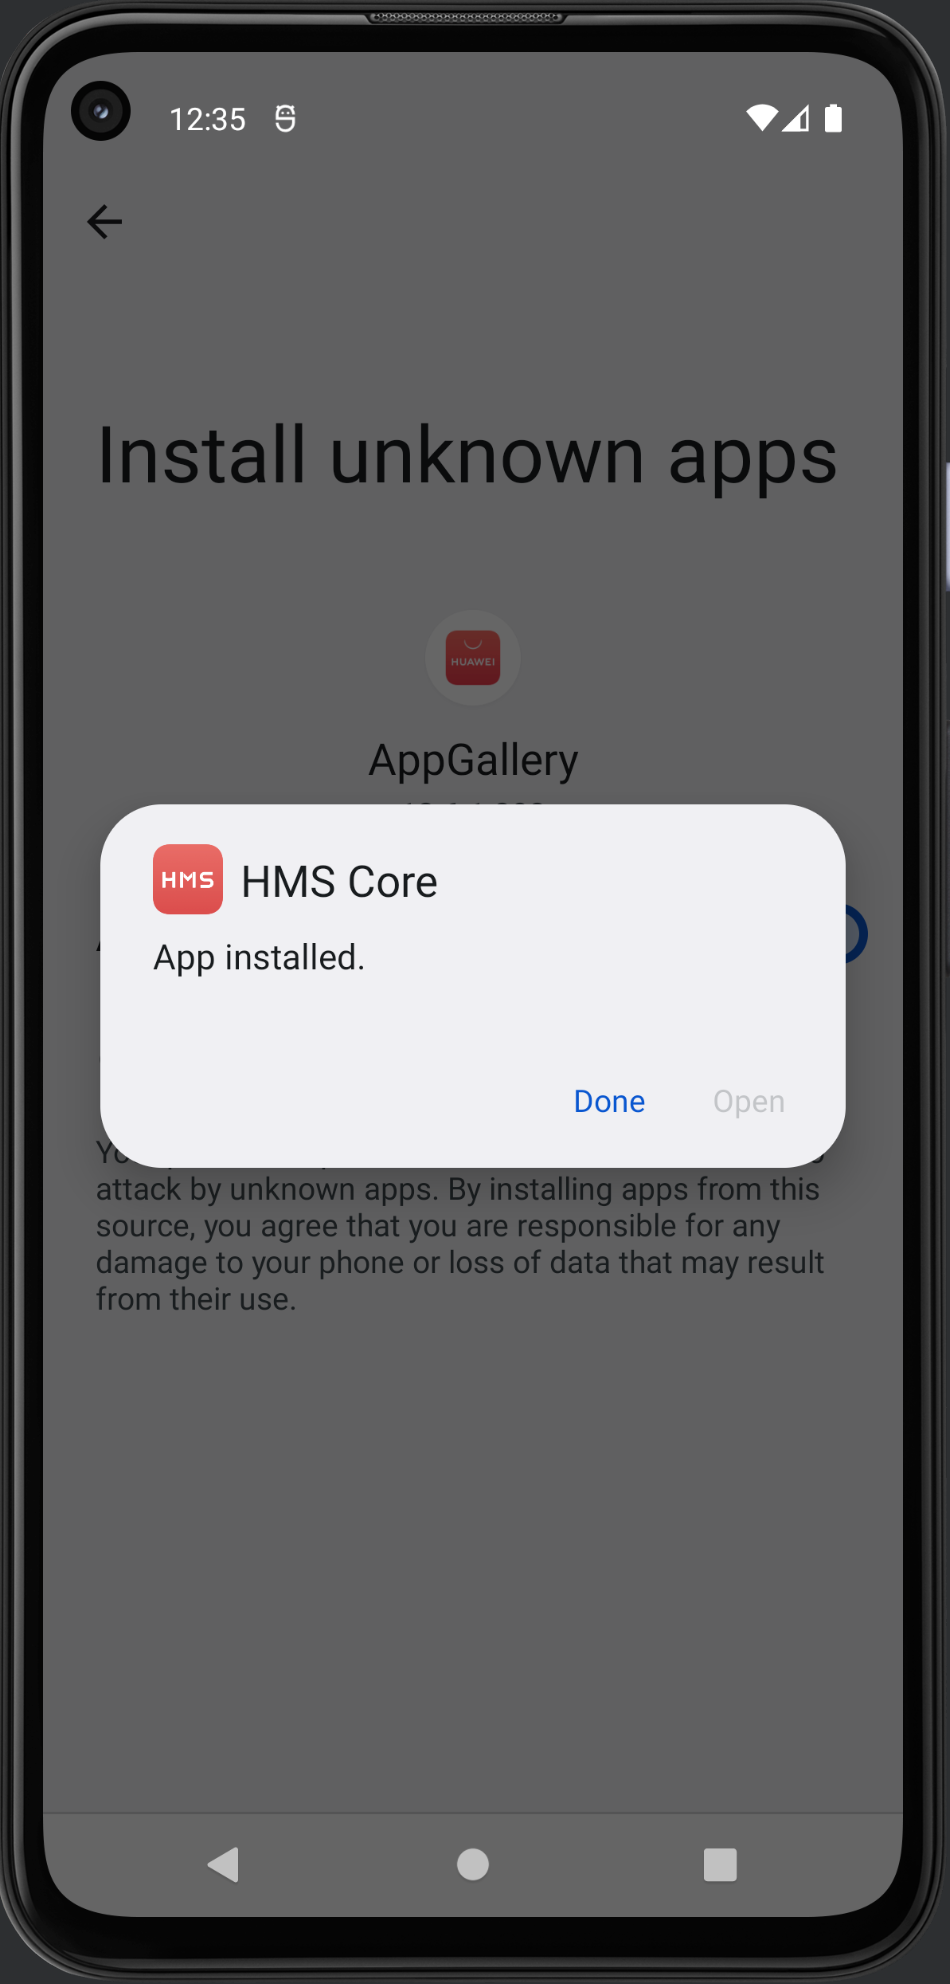 12:35
Install unknown apps
HUAWEI
AppGallery
HMS HMS Core
App installed.
Done Open
attack by unknown apps. By installing apps from this
source, you agree that you are responsible for any
damage to your phone or loss of data that may result
from their use.